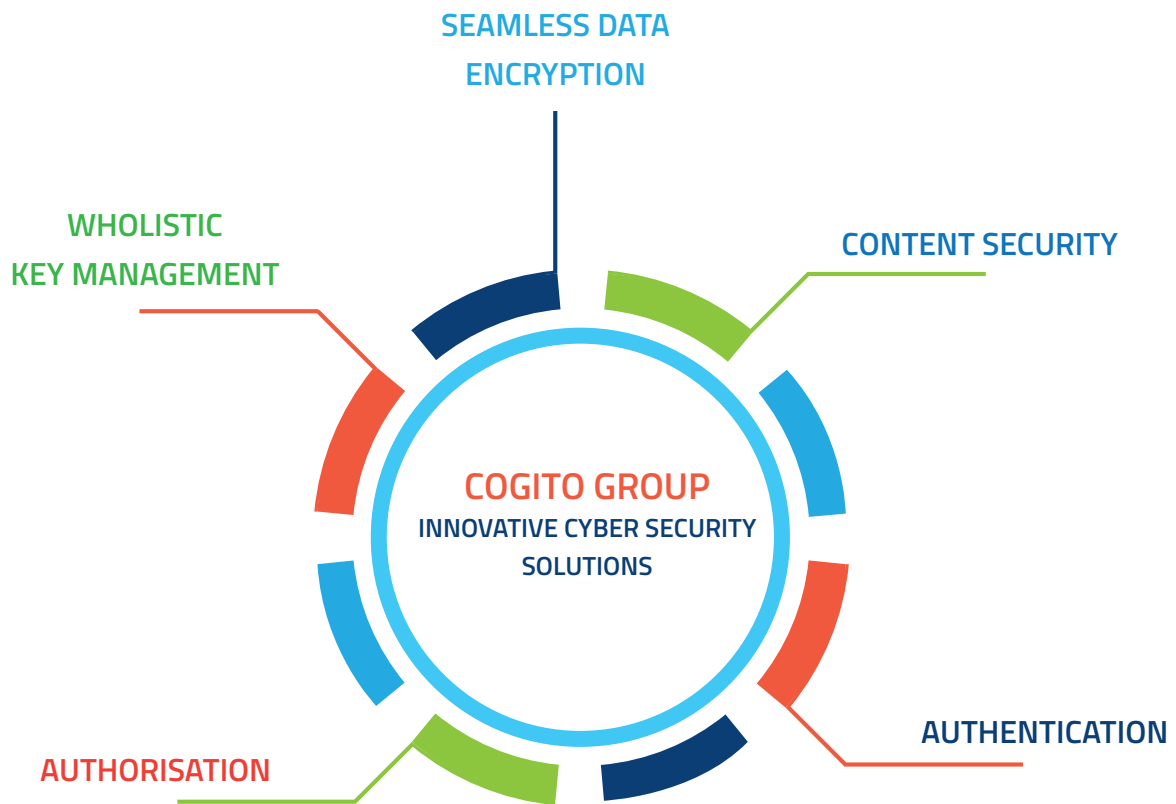 SEAMLESS DATA
ENCRYPTION
WHOLISTIC
KEY MANAGEMENT
CONTENT SECURITY
COGITO GROUP
INNOVATIVE CYBER SECURITY
SOLUTIONS
AUTHENTICATION
AUTHORISATION